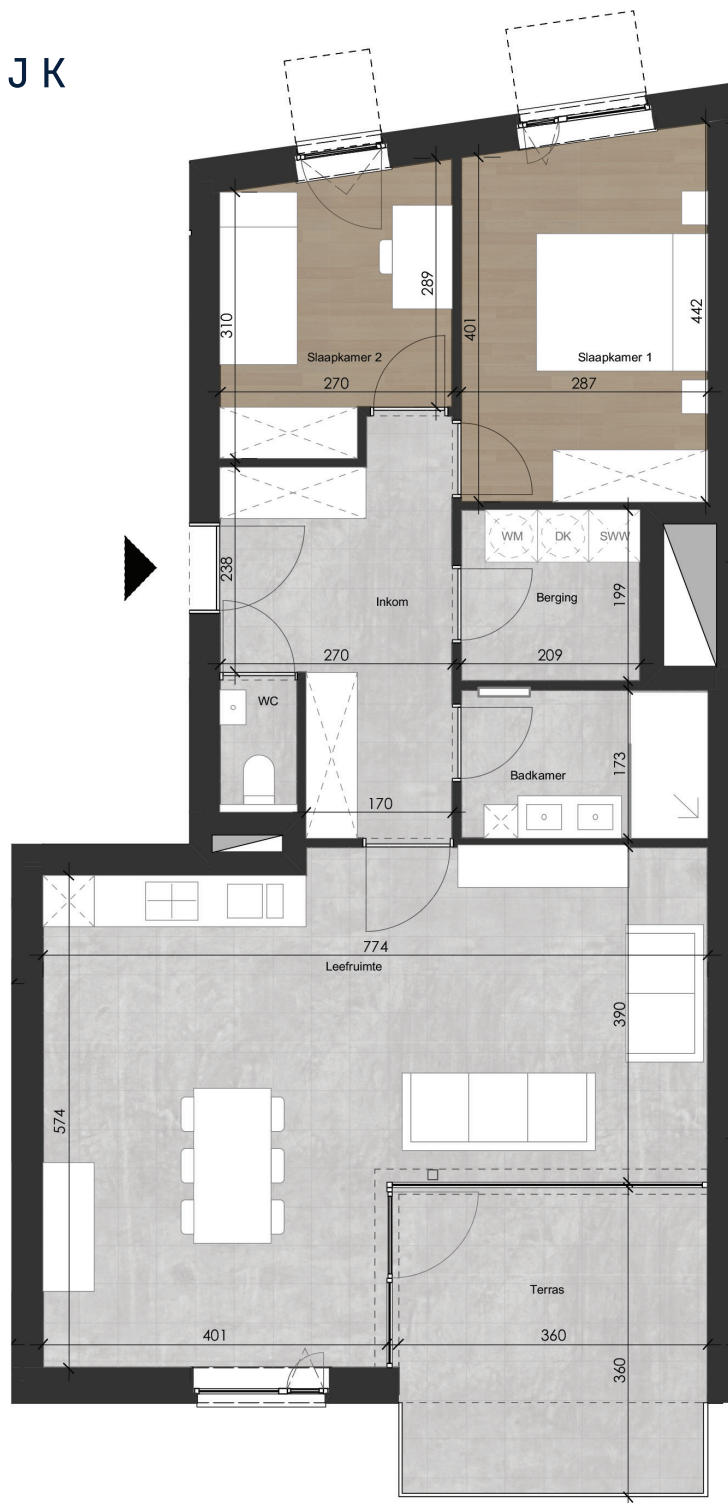 J K
289
310
401
442
Slaapkamer 2
Slaapkamer 1
270
287
WM
DK
SWW
238
199
Inkom
Berging
270
209
WC
173
Badkamer
170
774
Leefruimte
390
574
Terras
401
360
360